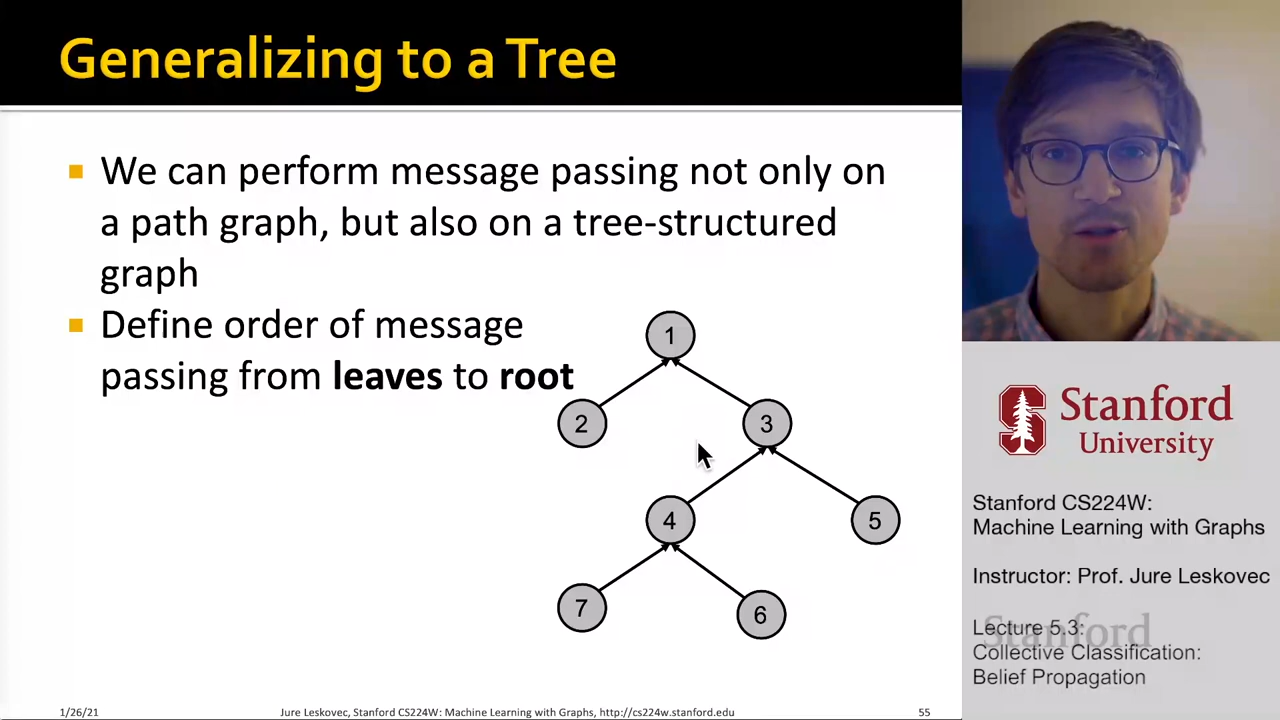 Generalizing to a Tree
We can perform message passing not only on
a path graph, but also on a tree-structured
graph
Define order of message
passing from leaves to root
1
2
3
4
5
7
6
1/26/21
Jure Leskovec, Stanford CS224W: Machine Learning with Graphs, http://cs224w.stanford.edu
55
S
Stanford
University
Stanford CS224W:
Machine Learning with Graphs
Instructor: Prof. Jure Leskovec
Lecture 5.3:
Stanford
Collective Classification:
Belief Propagation